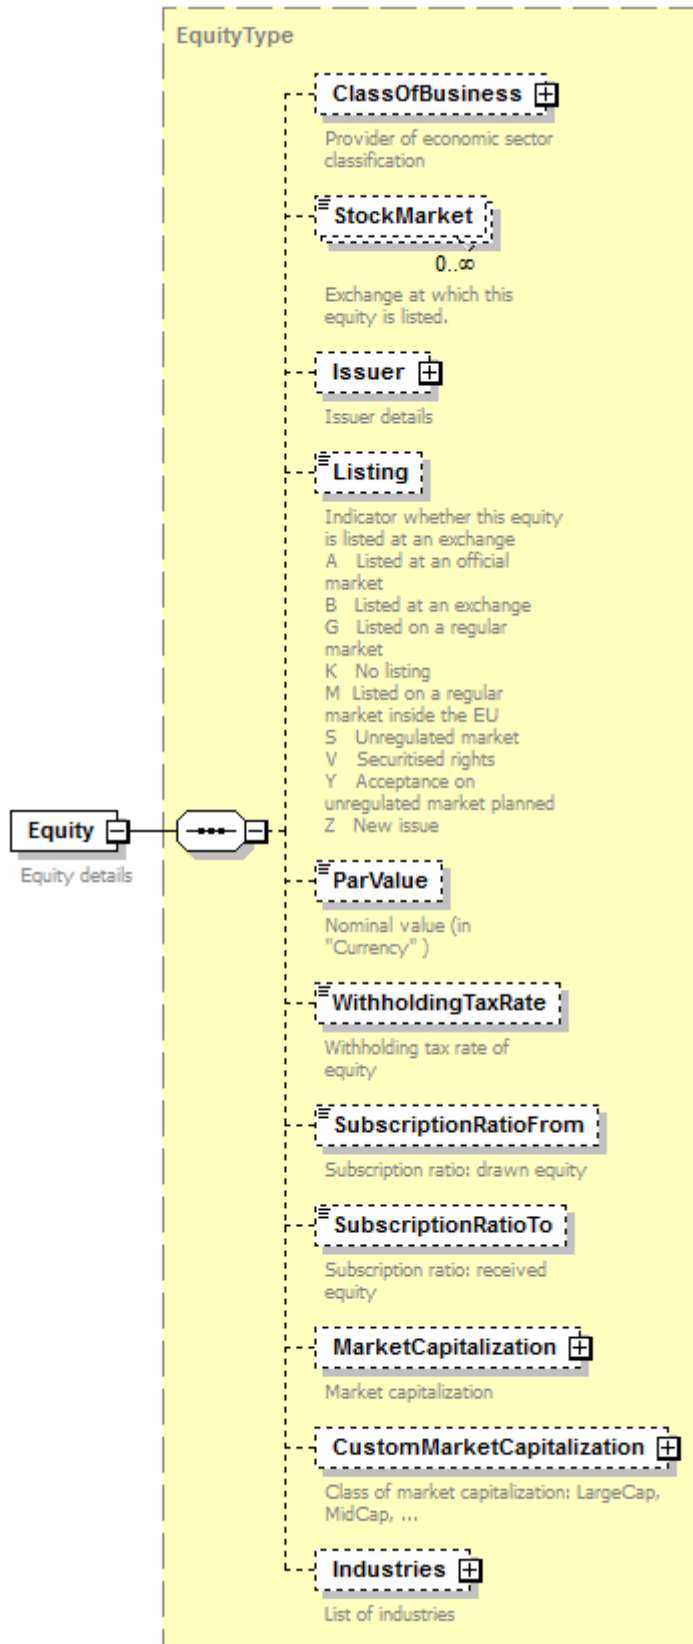 EquityType
ClassOfBusiness
Provider of economic sector
classification
StockMarket
0..∞
Exchange at which this
equity is listed.
Issuer
Issuer details
Listing
Indicator whether this equity
is listed at an exchange
A Listed at an official
market
B Listed at an exchange
G Listed on a regular
market
K No listing
M Listed on a regular
market inside the EU
S Unregulated market
V Securitised rights
Y Acceptance on
unregulated market planned
Z New issue
Equity
Equity details
ParValue
Nominal value (in
"Currency" )
WithholdingTaxRate
Withholding tax rate of
equity
SubscriptionRatioFrom
Subscription ratio: drawn equity
SubscriptionRatioTo
Subscription ratio: received
equity
MarketCapitalization
Market capitalization
CustomMarketCapitalization
Class of market capitalization: LargeCap,
MidCap, ...
Industries
List of industries